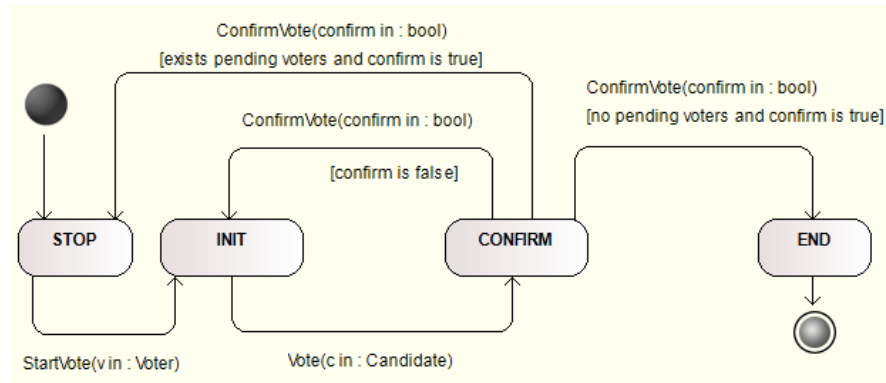 ConfirmVote(confirm in : bool)
[exists pending voters and confirm is true]
ConfirmVote(confirm in : bool)
[no pending voters and confirm is true]
ConfirmVote(confirm in : bool)
[confirm is false]
STOP
INIT
CONFIRM
END
StartVote(v in : Voter)
Vote(c in : Candidate)